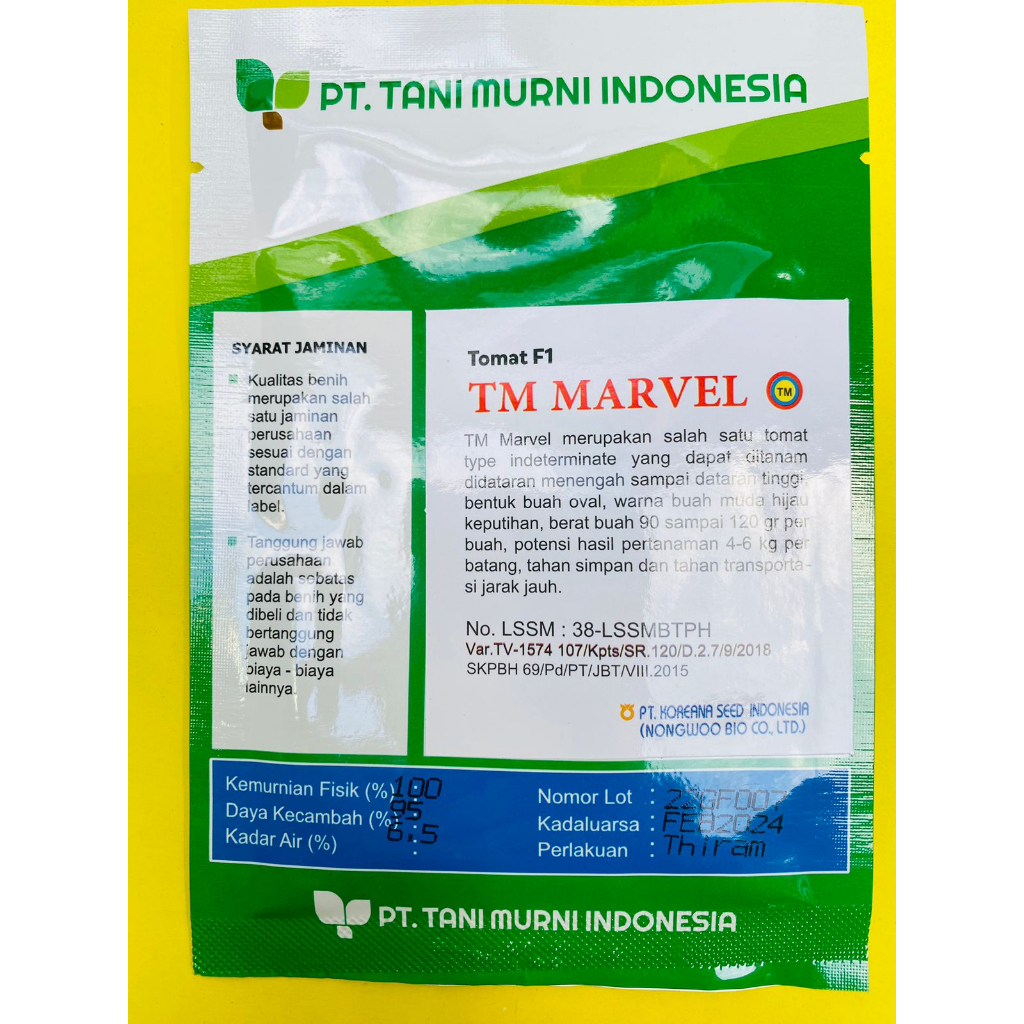 PT. TANI MURNI INDONESIA
SYARAT JAMINAN
Kualitas benih
merupakan salah
satu jaminan
perusahaan
sesuai dengan
standard yang
tercantum dalam
label.
Tanggung jawab
perusahaan
adalah sebatas
pada benih yang
dibeli dan tidak
bertanggung
jawab dengan
biaya - biaya
lainnya.
Tomat F1
TM MARVEL TM
TM Marvel merupakan salah satu tomat
type indeterminate yang dapat ditanam
didataran menengah sampai dataran tinggi,
bentuk buah oval, warna buah muda hijau
keputihan, berat buah 90 sampai 120 gr per
buah, potensi hasil pertanaman 4-6 kg per
batang, tahan simpan dan tahan transporta-
si jarak jauh.
No. LSSM : 38-LSSMBTPH
Var.TV-1574 107/Kpts/SR.120/D.2.7/9/2018
SKPBH 69/Pd/PT/JBT/VIII.2015
PT. KOREANA SEED INDONESIA
(NONGWOO BIO CO., LTD.)
Kemurnian Fisik (%) : 100
Daya Kecambah (%) : 95
Kadar Air (%) : 6.5
Nomor Lot :
Kadaluarsa : FEB2024
Perlakuan : Thiram
PT. TANI MURNI INDONESIA